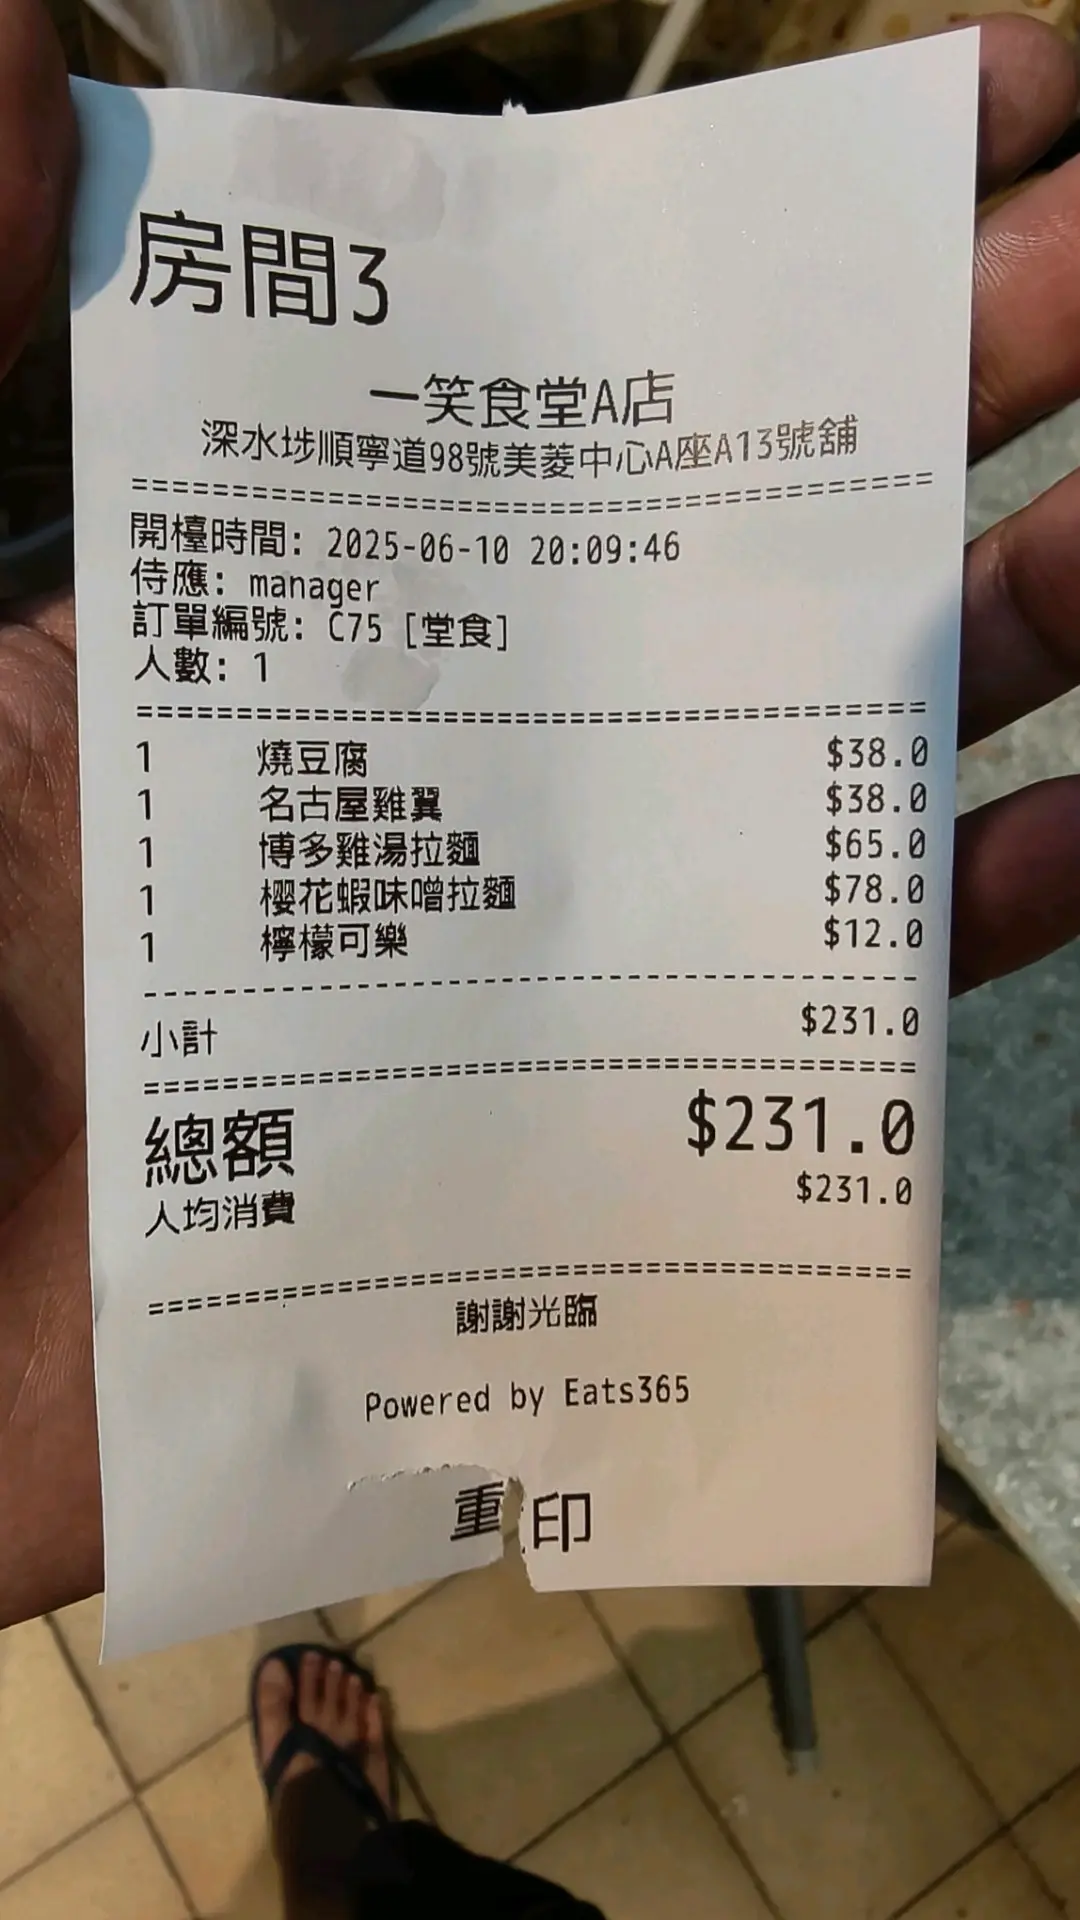 房間3
一笑食堂A店
深水埗順寧道98號美菱中心A座A13號舖
========================================
開檯時間: 2025-06-10 20:09:46
侍應: manager
訂單編號: C75 [堂食]
人數: 1
========================================
1 燒豆腐 $38.0
1 名古屋雞翼 $38.0
1 博多雞湯拉麵 $65.0
1 櫻花蝦味噌拉麵 $78.0
1 檸檬可樂 $12.0
----------------------------------------
小計 $231.0
========================================
總額 $231.0
人均消費 $231.0
========================================
謝謝光臨
Powered by Eats365
重印